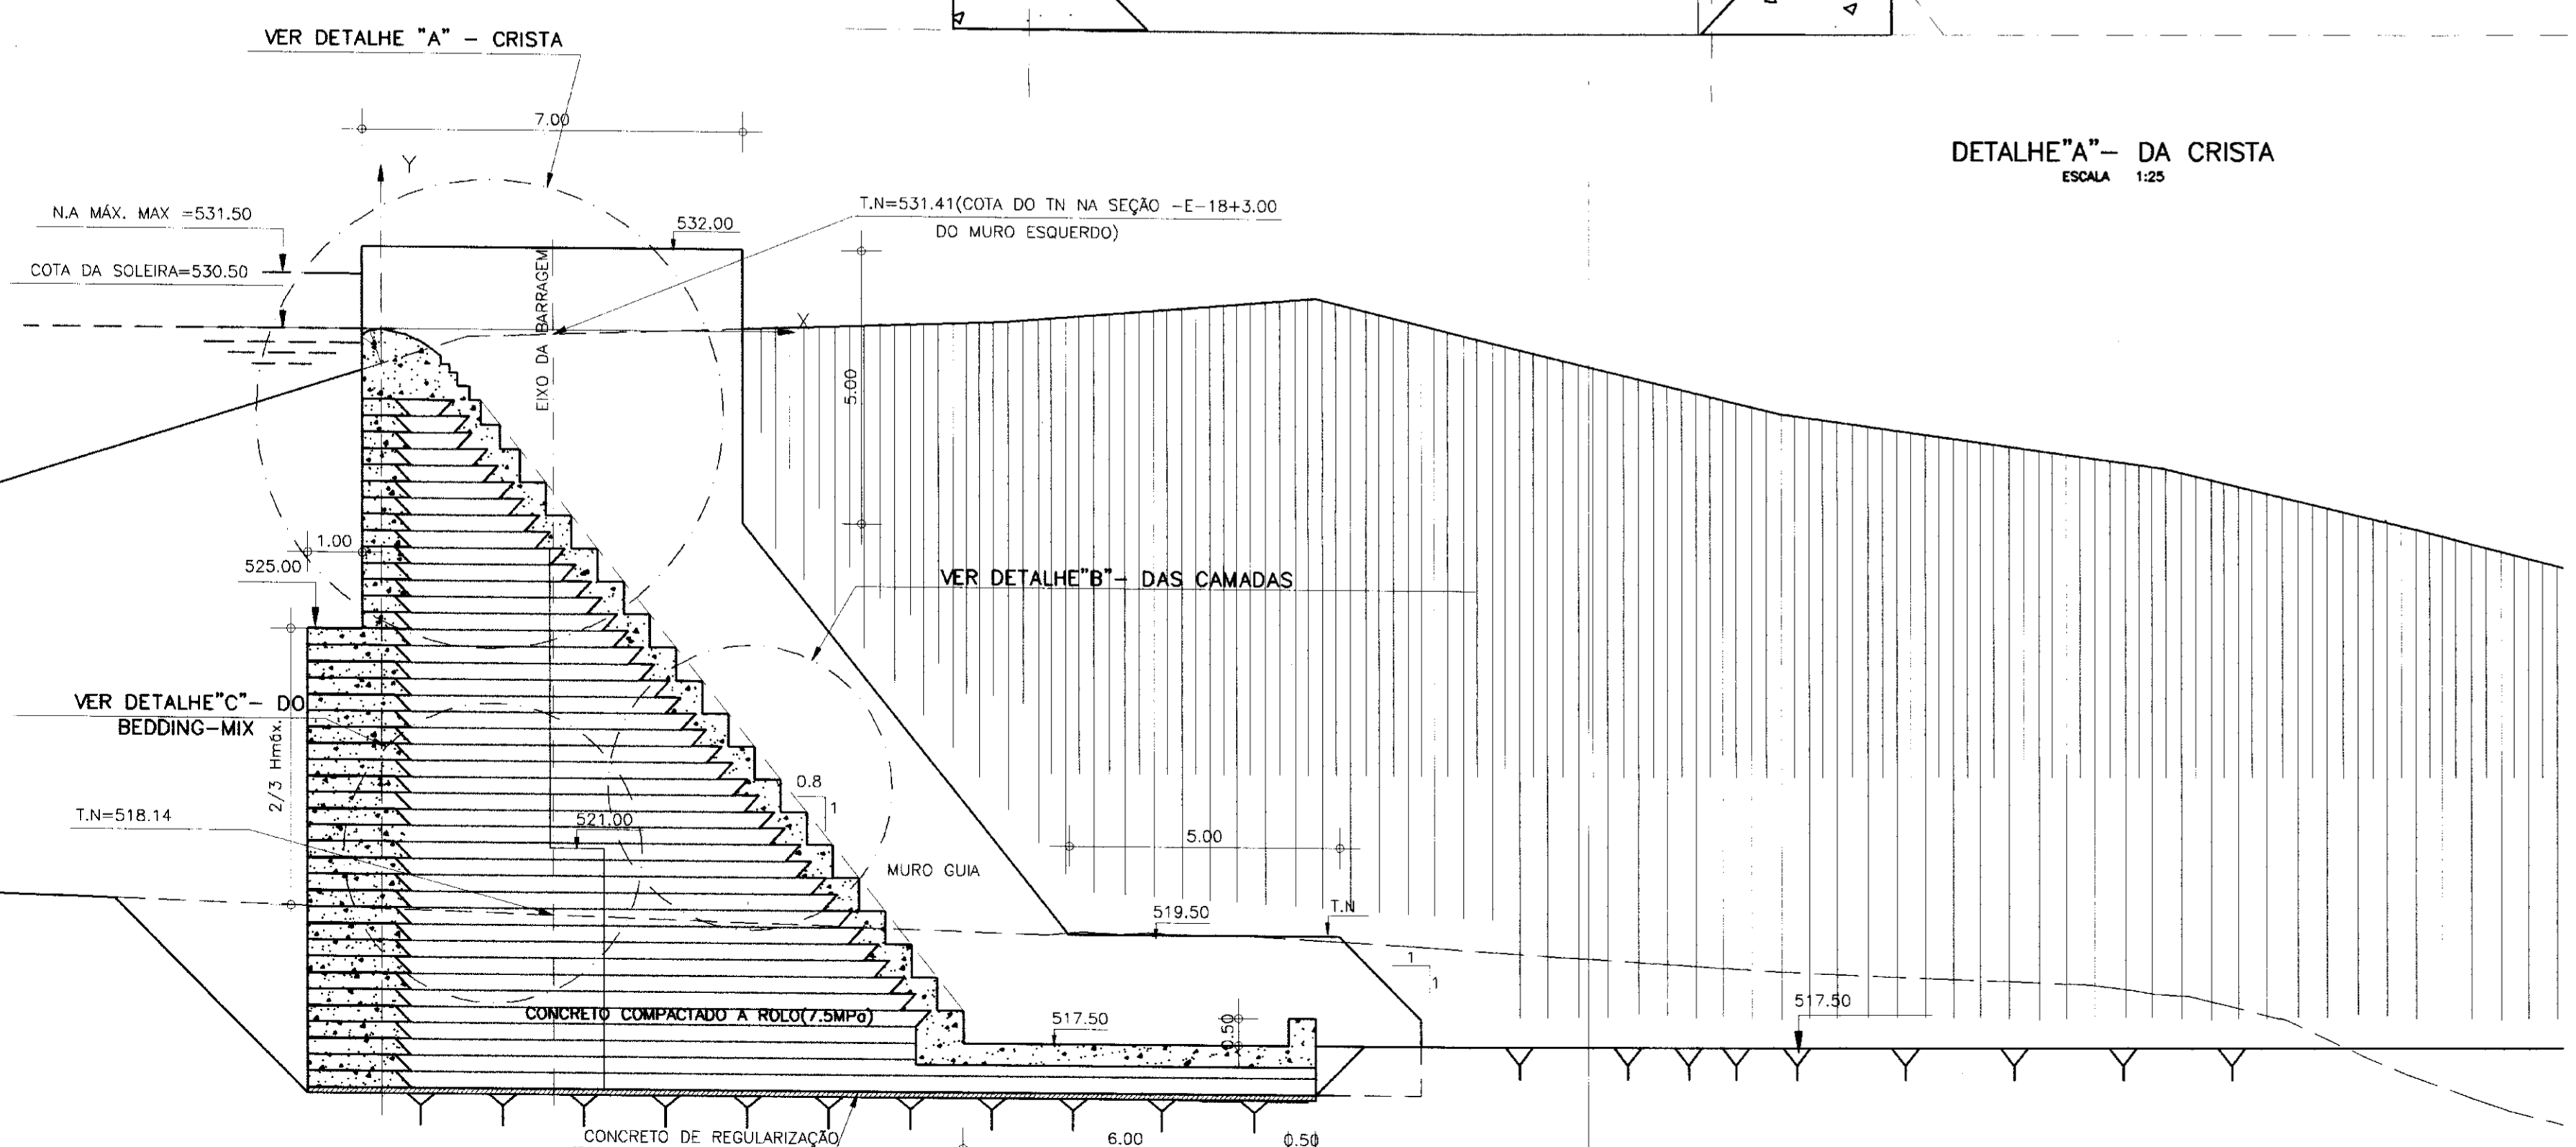 VER DETALHE "A" - CRISTA
7.00
DETALHE"A"- DA CRISTA
ESCALA 1:25
Y
N.A MÁX. MAX =531.50
T.N=531.41(COTA DO TN NA SEÇÃO -E-18+3.00
DO MURO ESQUERDO)
532.00
COTA DA SOLEIRA=530.50
EIXO DA BARRAGEM
X
5.00
1.00
525.00
VER DETALHE"B"- DAS CAMADAS
VER DETALHE"C"- DO
BEDDING-MIX
2/3 Hmáx.
0.8
1
T.N=518.14
521.00
5.00
MURO GUIA
519.50
T.N
1
1
517.50
CONCRETO COMPACTADO A ROLO(7.5MPa)
517.50
0.50
CONCRETO DE REGULARIZAÇÃO
6.00
0.50